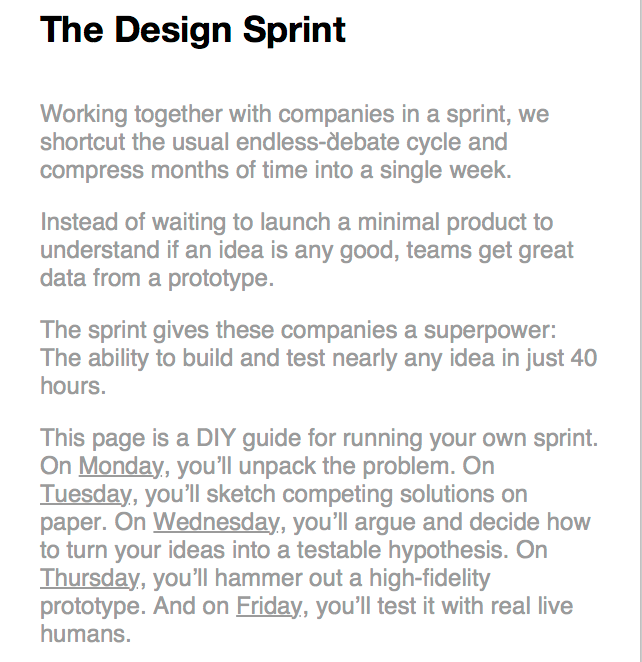 The Design Sprint
Working together with companies in a sprint, we
shortcut the usual endless-debate cycle and
compress months of time into a single week.
Instead of waiting to launch a minimal product to
understand if an idea is any good, teams get great
data from a prototype.
The sprint gives these companies a superpower:
The ability to build and test nearly any idea in just 40
hours.
This page is a DIY guide for running your own sprint.
On Monday, you’ll unpack the problem. On
Tuesday, you’ll sketch competing solutions on
paper. On Wednesday, you’ll argue and decide how
to turn your ideas into a testable hypothesis. On
Thursday, you’ll hammer out a high-fidelity
prototype. And on Friday, you’ll test it with real live
humans.